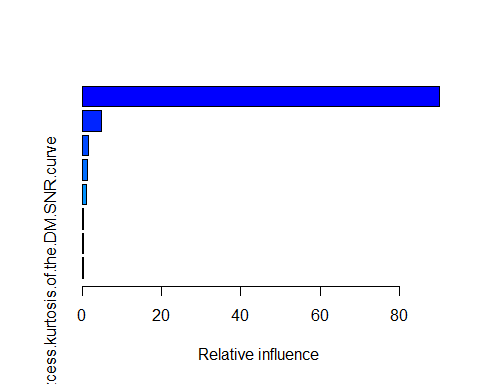 cess.kurtosis.of.the.DM.SNR.curve
0 20 40 60 80
Relative influence